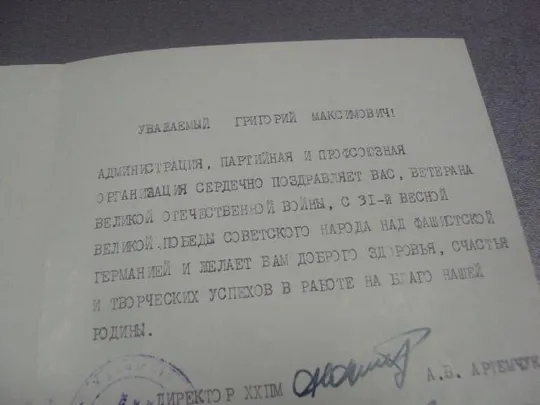 УВАЖАЕМЫЙ ГРИГОРИЙ МАКСИМОВИЧ!
АДМИНИСТРАЦИЯ, ПАРТИЙНАЯ И ПРОФСОЮЗНАЯ
ОРГАНИЗАЦИЯ СЕРДЕЧНО ПОЗДРАВЛЯЕТ ВАС, ВЕТЕРАНА
ВЕЛИКОЙ ОТЕЧЕСТВЕННОЙ ВОЙНЫ, С 31-Й ВЕСНОЙ
ВЕЛИКОЙ ПОБЕДЫ СОВЕТСКОГО НАРОДА НАД ФАШИСТСКОЙ
ГЕРМАНИЕЙ И ЖЕЛАЕТ ВАМ ДОБРОГО ЗДОРОВЬЯ, СЧАСТЬЯ
И ТВОРЧЕСКИХ УСПЕХОВ В РАБОТЕ НА БЛАГО НАШЕЙ
РОДИНЫ.
ДИРЕКТОР ХХПМ А.В. АРТЕМЧУК